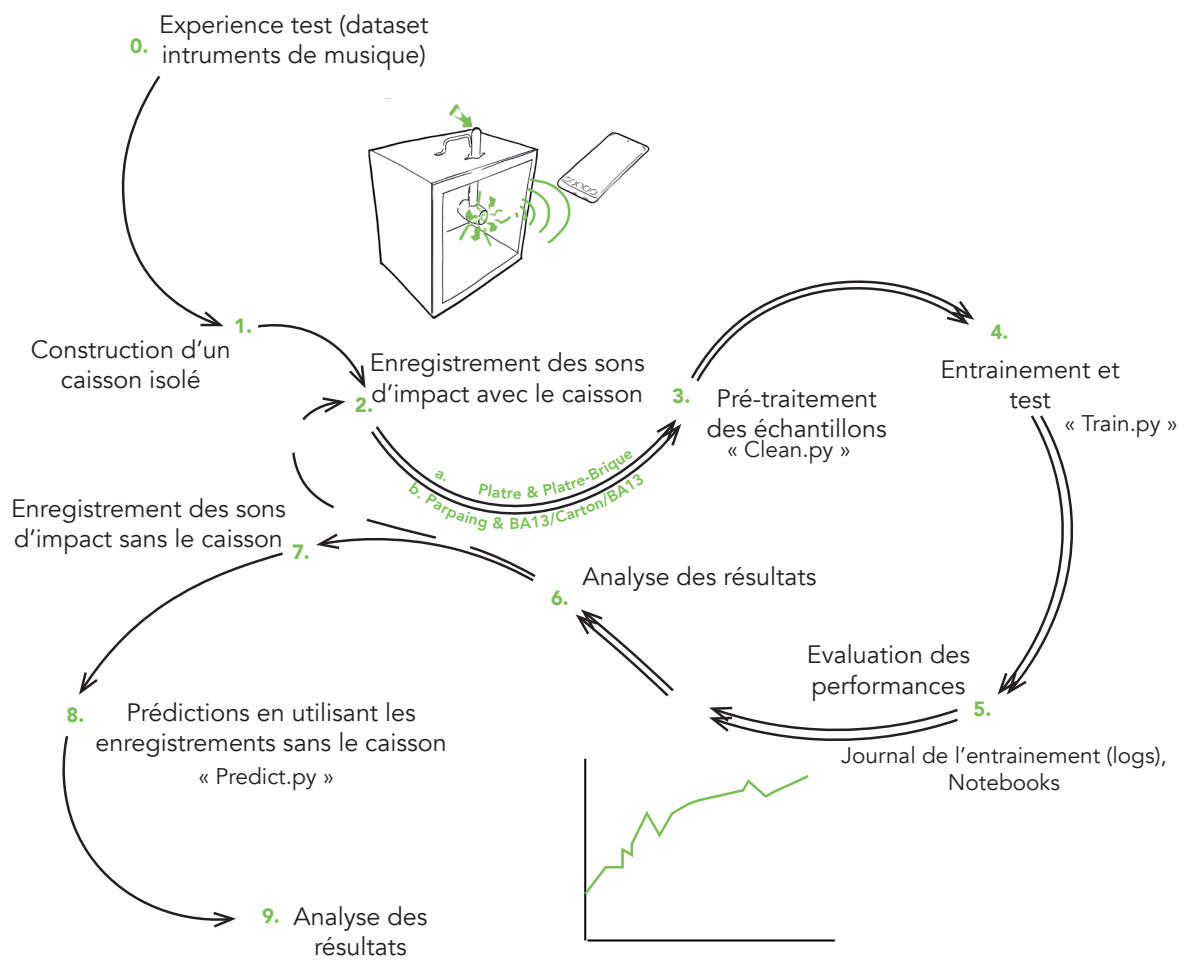 0. Experience test (dataset
intruments de musique)
1.
Construction d’un
caisson isolé
Enregistrement des sons
2. d’impact avec le caisson
a. Platre & Platre-Brique
b. Parpaing & BA13/Carton/BA13
3. Pré-traitement
des échantillons
« Clean.py »
4.
Entrainement et
test
« Train.py »
Evaluation des
performances
5.
Journal de l’entrainement (logs),
Notebooks
Analyse des résultats
6.
Enregistrement des sons
d’impact sans le caisson
7.
8. Prédictions en utilisant les
enregistrements sans le caisson
« Predict.py »
9. Analyse des
résultats